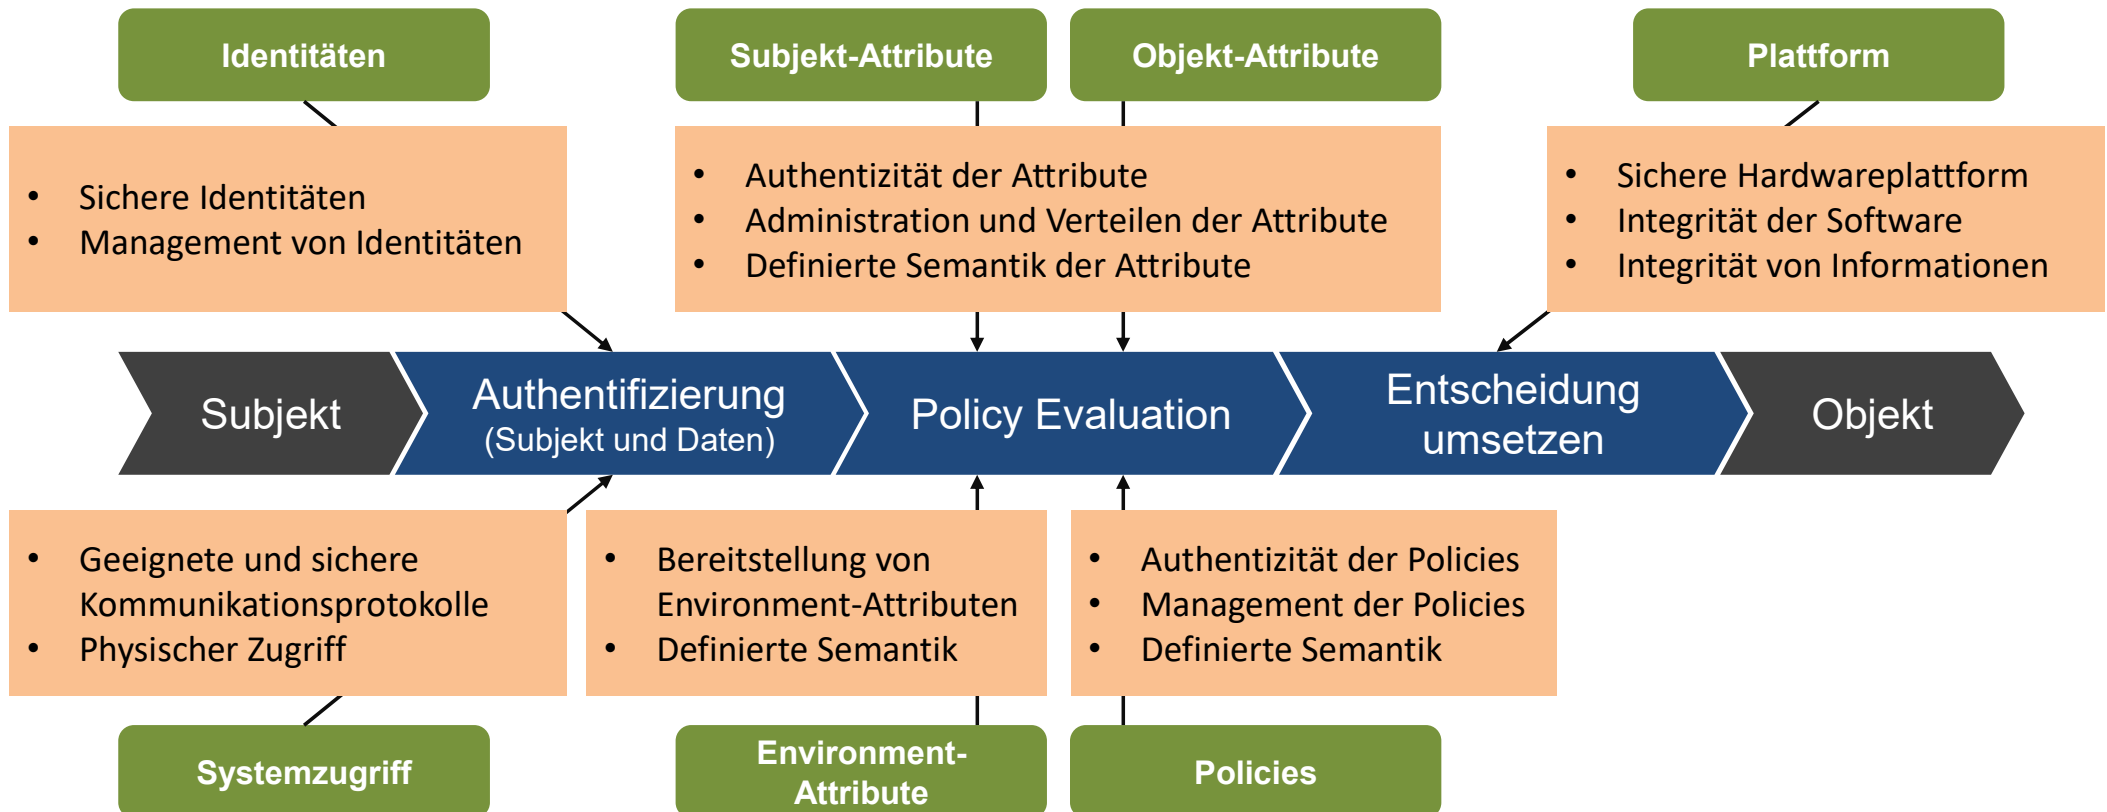 Identitäten
Subjekt-Attribute
Objekt-Attribute
Plattform
• Sichere Identitäten
• Management von Identitäten
• Authentizität der Attribute
• Administration und Verteilen der Attribute
• Definierte Semantik der Attribute
• Sichere Hardwareplattform
• Integrität der Software
• Integrität von Informationen
Subjekt
Authentifizierung
(Subjekt und Daten)
Policy Evaluation
Entscheidung
umsetzen
Objekt
• Geeignete und sichere
Kommunikationsprotokolle
• Physischer Zugriff
• Bereitstellung von
Environment-Attributen
• Definierte Semantik
• Authentizität der Policies
• Management der Policies
• Definierte Semantik
Systemzugriff
Environment-
Attribute
Policies